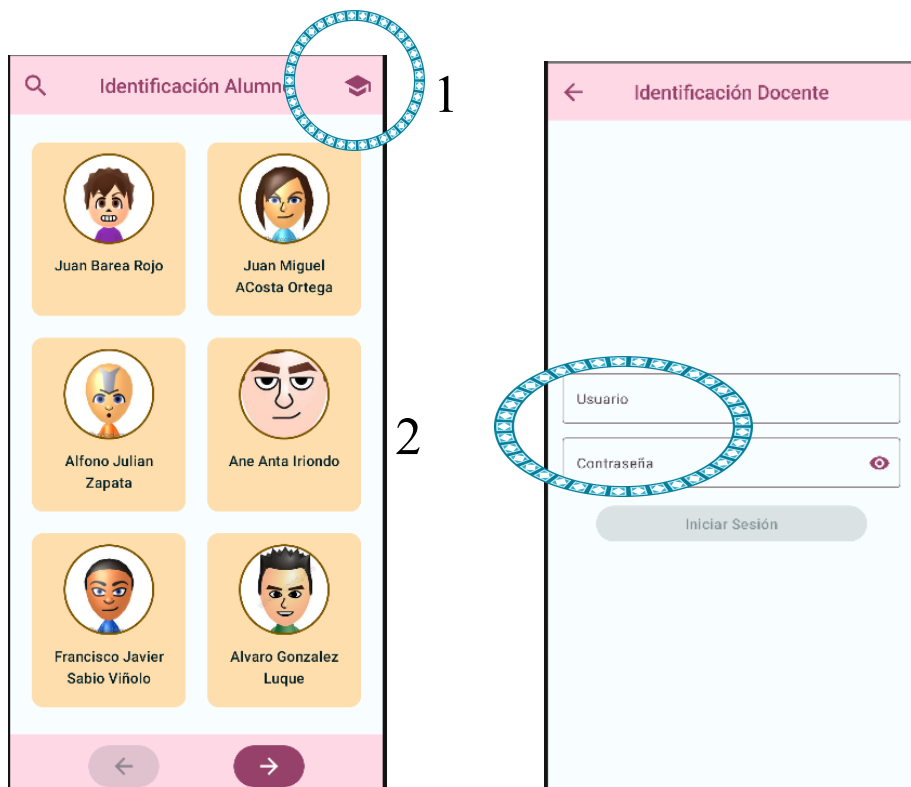 Identificación Alumn
1
Juan Barea Rojo
Juan Miguel
ACosta Ortega
Alfono Julian
Zapata
Ane Anta Iriondo
Francisco Javier
Sabio Viñolo
Alvaro Gonzalez
Luque
2
Identificación Docente
Usuario
Contraseña
Iniciar Sesión